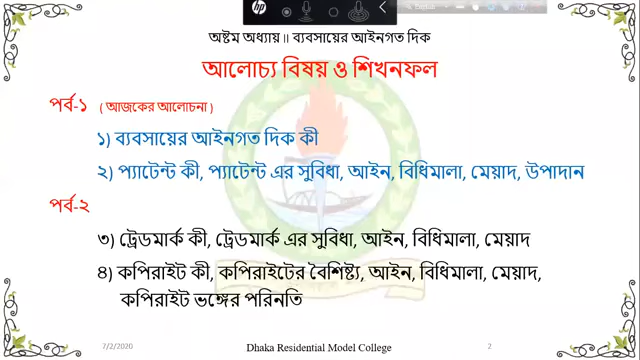 English
অষ্টম অধ্যায়॥ ব্যবসায়ের আইনগত দিক
আলোচ্য বিষয় ও শিখনফল
পর্ব-১ ( আজকের আলোচনা )
১) ব্যবসায়ের আইনগত দিক কী
২) প্যাটেন্ট কী, প্যাটেন্ট এর সুবিধা, আইন, বিধিমালা, মেয়াদ, উপাদান
পর্ব-২
৩) ট্রেডমার্ক কী, ট্রেডমার্ক এর সুবিধা, আইন, বিধিমালা, মেয়াদ
৪) কপিরাইট কী, কপিরাইটের বৈশিষ্ট্য, আইন, বিধিমালা, মেয়াদ,
কপিরাইট ভঙ্গের পরিনতি
7/2/2020 Dhaka Residential Model College 2